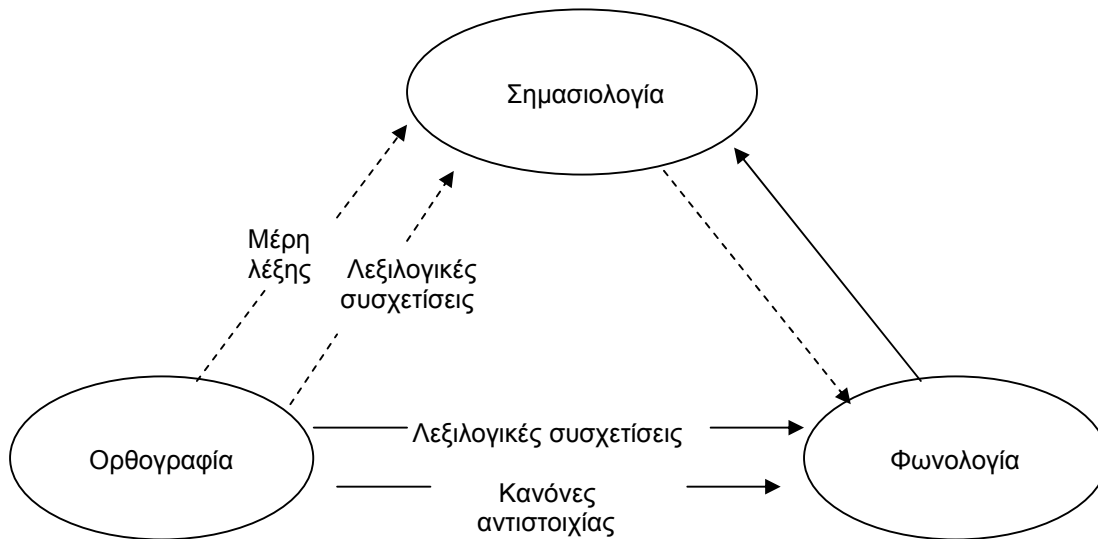 Σημασιολογία
Μέρη
λέξης
Λεξιλογικές
συσχετίσεις
Ορθογραφία
Λεξιλογικές συσχετίσεις
Κανόνες
αντιστοιχίας
Φωνολογία